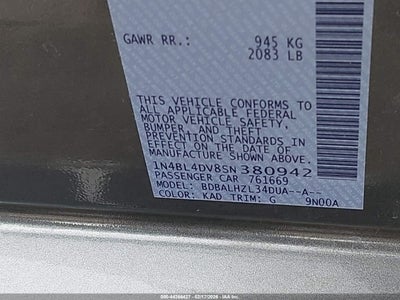 GAWR RR.: 945 KG
2083 LB
THIS VEHICLE CONFORMS TO
ALL APPLICABLE FEDERAL
MOTOR VEHICLE SAFETY,
BUMPER, AND THEFT
PREVENTION STANDARDS IN
EFFECT ON THE DATE OF
MANUFACTURE SHOWN ABOVE.
1N4BL4DV8SN380942
PASSENGER CAR 761669
MODEL: BDBALHZL34DUA--A--
COLOR: KAD TRIM: G 9N00A